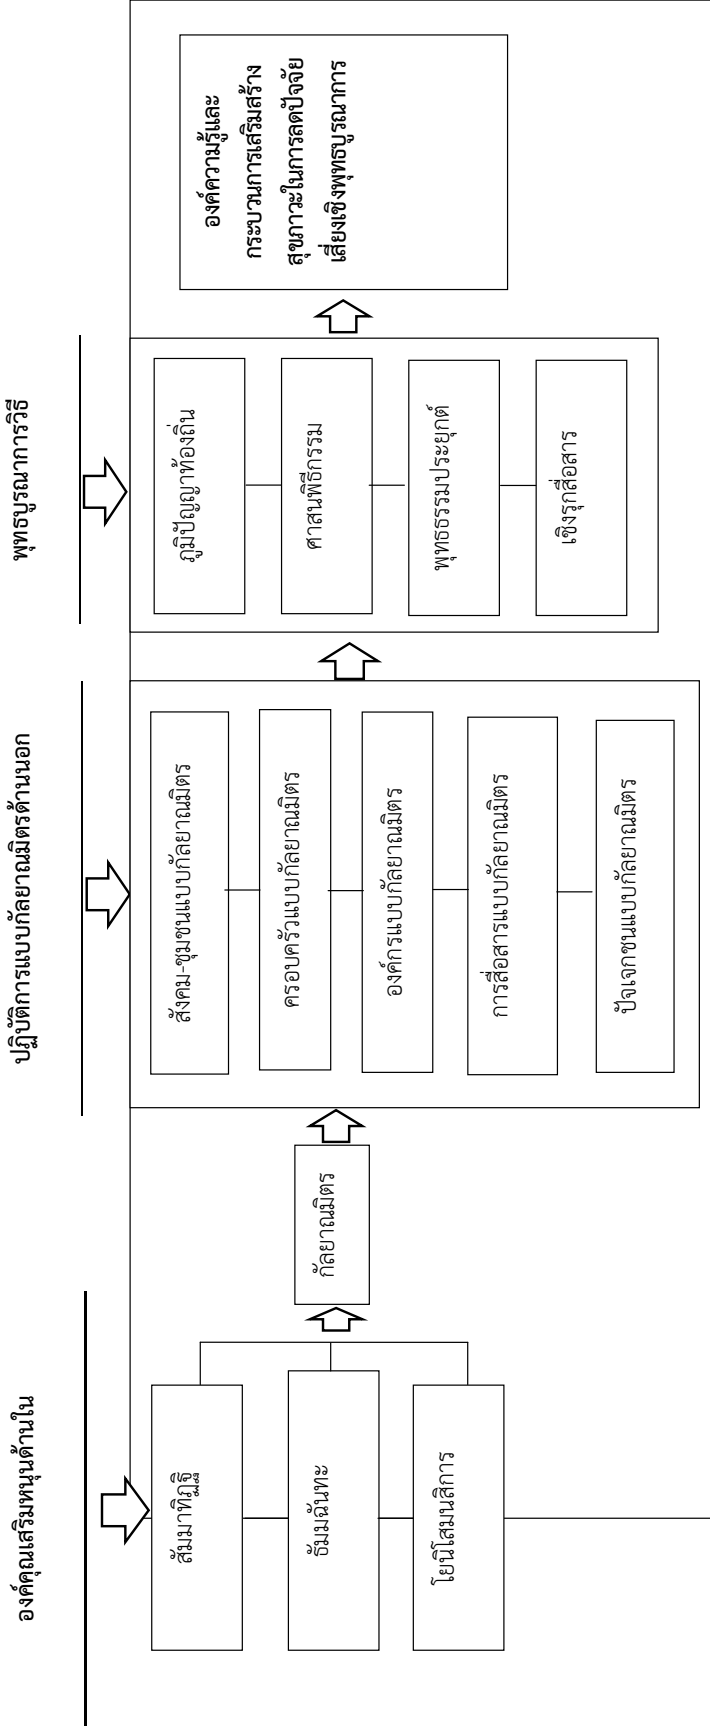 องค์คุณเสริมหนุนด้านใน
ปฏิบัติการแบบกัลยาณมิตรด้านนอก
พุทธบูรณาการวิธี
สัมมาทิฏฐิ
ธัมมฉันทะ
โยนิโสมนสิการ
กัลยาณมิตร
สังคม-ชุมชนแบบกัลยาณมิตร
ครอบครัวแบบกัลยาณมิตร
องค์กรแบบกัลยาณมิตร
การสื่อสารแบบกัลยาณมิตร
ปัจเจกชนแบบกัลยาณมิตร
ภูมิปัญญาท้องถิ่น
ศาสนพิธีกรรม
พุทธธรรมประยุกต์
เชิงรุกสื่อสาร
องค์ความรู้และ
กระบวนการเสริมสร้าง
สุขภาวะในการลดปัจจัย
เสี่ยงเชิงพุทธบูรณาการ